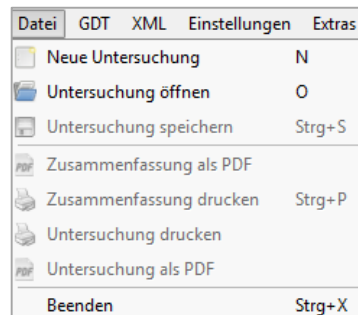 Datei GDT XML Einstellungen Extras
Neue Untersuchung N
Untersuchung öffnen O
Untersuchung speichern Strg+S
PDF Zusammenfassung als PDF
Zusammenfassung drucken Strg+P
Untersuchung drucken
PDF Untersuchung als PDF
Beenden Strg+X